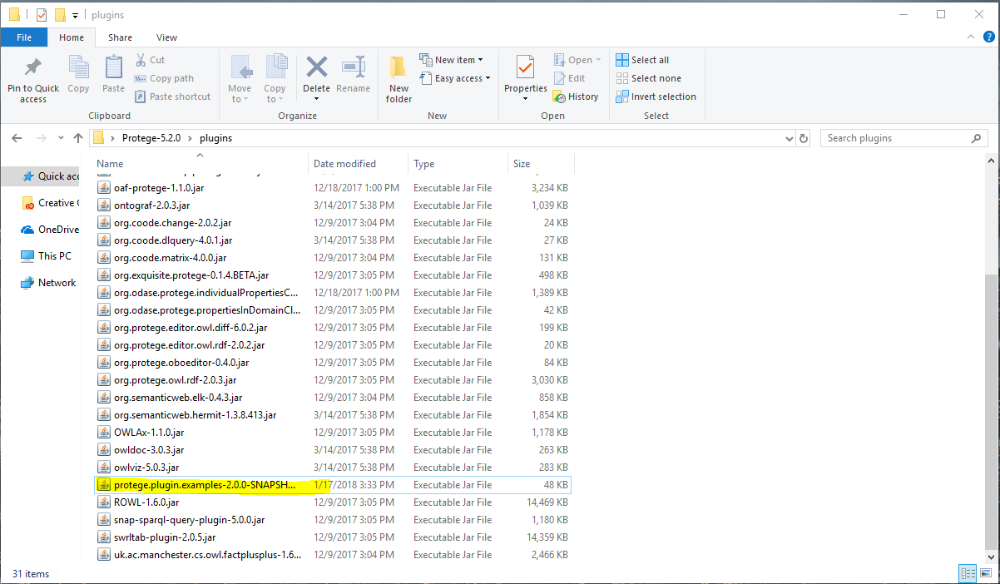 plugins
File Home Share View
Pin to Quick access
Copy
Paste
Cut
Copy path
Paste shortcut
Clipboard
Move to
Copy to
Delete
Rename
Organize
New folder
New item
Easy access
New
Properties
Open
Edit
History
Open
Select all
Select none
Invert selection
Select
Protege-5.2.0 > plugins
Search plugins
Quick acc
Creative C
OneDrive
This PC
Network
Name Date modified Type Size
oaf-protege-1.1.0.jar 12/18/2017 1:00 PM Executable Jar File 3,234 KB
ontograf-2.0.3.jar 3/14/2017 5:38 PM Executable Jar File 1,039 KB
org.coode.change-2.0.2.jar 12/9/2017 3:04 PM Executable Jar File 24 KB
org.coode.dlquery-4.0.1.jar 3/14/2017 5:38 PM Executable Jar File 27 KB
org.coode.matrix-4.0.0.jar 12/9/2017 3:04 PM Executable Jar File 131 KB
org.exquisite.protege-0.1.4.BETA.jar 12/9/2017 3:05 PM Executable Jar File 498 KB
org.odase.protege.individualPropertiesC... 12/18/2017 1:00 PM Executable Jar File 1,389 KB
org.odase.protege.propertiesInDomainCl... 12/9/2017 3:05 PM Executable Jar File 42 KB
org.protege.editor.owl.diff-6.0.2.jar 12/9/2017 3:05 PM Executable Jar File 199 KB
org.protege.editor.owl.rdf-2.0.2.jar 12/9/2017 3:05 PM Executable Jar File 20 KB
org.protege.oboeditor-0.4.0.jar 12/9/2017 3:05 PM Executable Jar File 84 KB
org.protege.owl.rdf-2.0.3.jar 12/9/2017 3:05 PM Executable Jar File 3,030 KB
org.semanticweb.elk-0.4.3.jar 12/9/2017 3:04 PM Executable Jar File 858 KB
org.semanticweb.hermit-1.3.8.413.jar 3/14/2017 5:38 PM Executable Jar File 1,854 KB
OWLAx-1.1.0.jar 12/9/2017 3:05 PM Executable Jar File 1,178 KB
owldoc-3.0.3.jar 3/14/2017 5:38 PM Executable Jar File 263 KB
owlviz-5.0.3.jar 3/14/2017 5:38 PM Executable Jar File 283 KB
protege.plugin.examples-2.0.0-SNAPSH... 1/17/2018 3:33 PM Executable Jar File 48 KB
ROWL-1.6.0.jar 12/9/2017 3:05 PM Executable Jar File 14,469 KB
snap-sparql-query-plugin-5.0.0.jar 12/9/2017 3:05 PM Executable Jar File 1,180 KB
swrltab-plugin-2.0.5.jar 12/9/2017 3:05 PM Executable Jar File 14,359 KB
uk.ac.manchester.cs.owl.factplusplus-1.6... 12/9/2017 3:04 PM Executable Jar File 2,466 KB
31 items